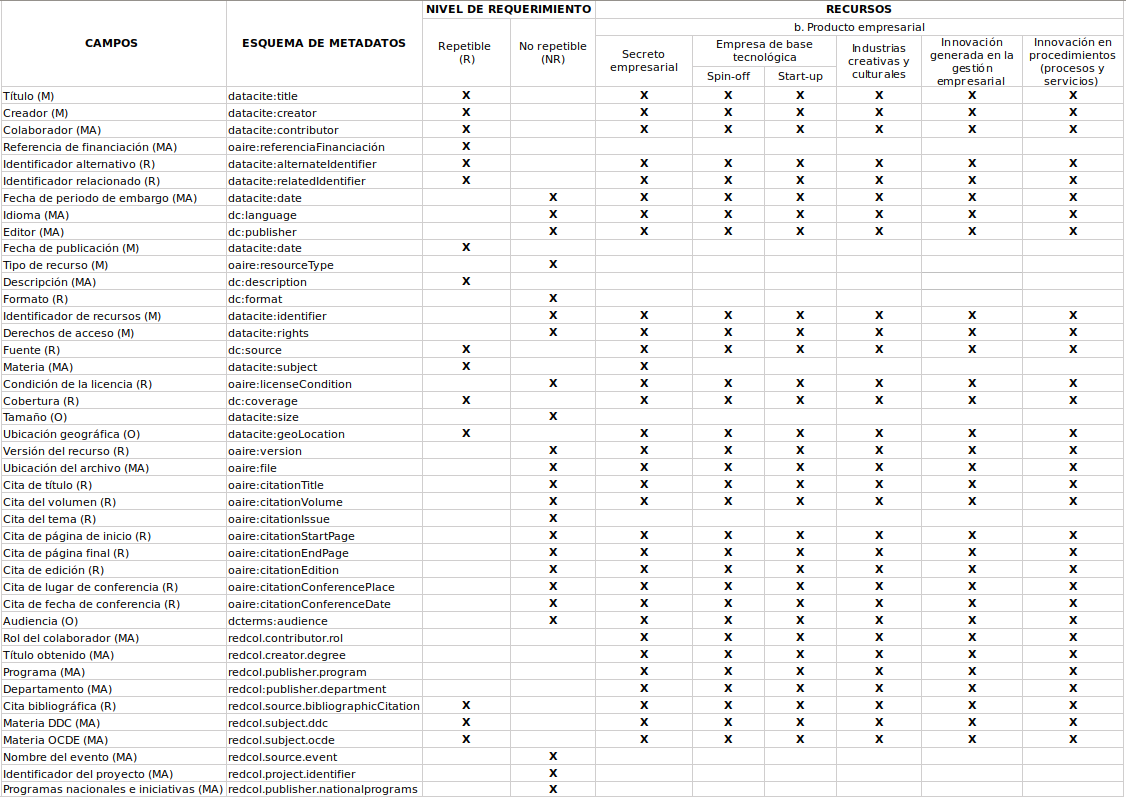 NIVEL DE REQUERIMIENTO RECURSOS
b. Producto empresarial
CAMPOS ESQUEMA DE METADATOS Repetible (R) No repetible (NR) Secreto empresarial Empresa de base tecnológica Industrias creativas y culturales Innovación generada en la gestión empresarial Innovación en procedimientos (procesos y servicios)
Spin-off Start-up
Título (M) datacite:title X X X X X X X
Creador (M) datacite:creator X X X X X X X
Colaborador (MA) datacite:contributor X X X X X X X
Referencia de financiación (MA) oaire:referenciaFinanciación X
Identificador alternativo (R) datacite:alternateIdentifier X X X X X X X
Identificador relacionado (R) datacite:relatedIdentifier X X X X X X X
Fecha de periodo de embargo (MA) datacite:date X X X X X X X
Idioma (MA) dc:language X X X X X X X
Editor (MA) dc:publisher X X X X X X X
Fecha de publicación (M) datacite:date X
Tipo de recurso (M) oaire:resourceType X
Descripción (MA) dc:description X
Formato (R) dc:format X
Identificador de recursos (M) datacite:identifier X X X X X X X
Derechos de acceso (M) datacite:rights X X X X X X X
Fuente (R) dc:source X X X X X X X
Materia (MA) datacite:subject X X
Condición de la licencia (R) oaire:licenseCondition X X X X X X X
Cobertura (R) dc:coverage X X X X X X X
Tamaño (O) datacite:size X
Ubicación geográfica (O) datacite:geoLocation X X X X X X X
Versión del recurso (R) oaire:version X X X X X X X
Ubicación del archivo (MA) oaire:file X X X X X X X
Cita de título (R) oaire:citationTitle X X X X X X X
Cita del volumen (R) oaire:citationVolume X X X X X X X
Cita del tema (R) oaire:citationIssue X
Cita de página de inicio (R) oaire:citationStartPage X X X X X X X
Cita de página final (R) oaire:citationEndPage X X X X X X X
Cita de edición (R) oaire:citationEdition X X X X X X X
Cita de lugar de conferencia (R) oaire:citationConferencePlace X X X X X X X
Cita de fecha de conferencia (R) oaire:citationConferenceDate X X X X X X X
Audiencia (O) dcterms:audience X X X X X X X
Rol del colaborador (MA) redcol.contributor.rol X X X X X X
Título obtenido (MA) redcol.creator.degree X X X X X X
Programa (MA) redcol.publisher.program X X X X X X
Departamento (MA) redcol:publisher.department X X X X X X
Cita bibliográfica (R) redcol.source.bibliographicCitation X X X X X X X
Materia DDC (MA) redcol.subject.ddc X X X X X X X
Materia OCDE (MA) redcol.subject.ocde X X X X X X X
Nombre del evento (MA) redcol.source.event X
Identificador del proyecto (MA) redcol.project.identifier X
Programas nacionales e iniciativas (MA) redcol.publisher.nationalprograms X